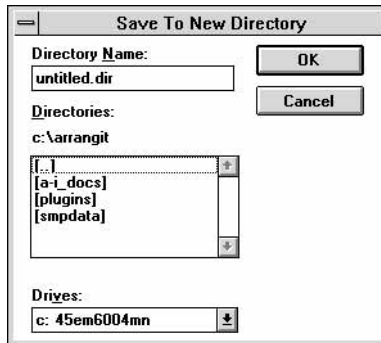 Save To New Directory
Directory Name:
untitled.dir
OK
Cancel
Directories:
c:\arrangit
[..]
[a-i_docs]
[plugins]
[smpdata]
Drives:
c: 45em6004mn